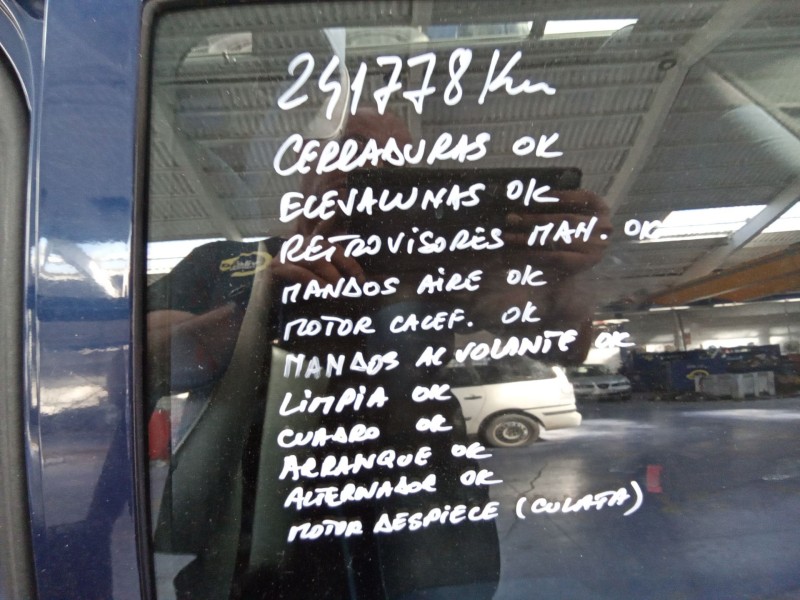 241778 Km
CERRADURAS OK
ELEVALUNAS OK
RETROVISORES MAN. OK
MANDOS AIRE OK
MOTOR CALEF. OK
MANDOS AL VOLANTE OK
LIMPIA OK
CUADRO OK
ARRANQUE OK
ALTERNADOR OK
MOTOR DESPIECE (CULATA)